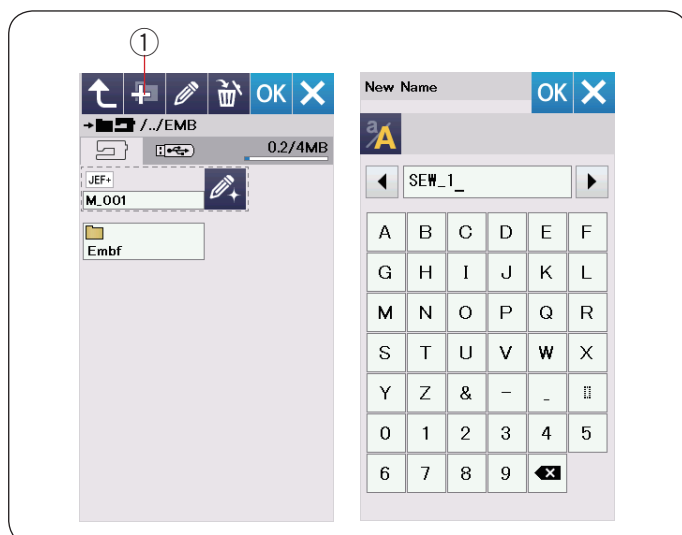 ①
OK
/../EMB
0.2/4MB
JEF+
M_001
Embf
New Name
OK
a/A
SEW_1_
A B C D E F
G H I J K L
M N O P Q R
S T U V W X
Y Z & – _
0 1 2 3 4 5
6 7 8 9